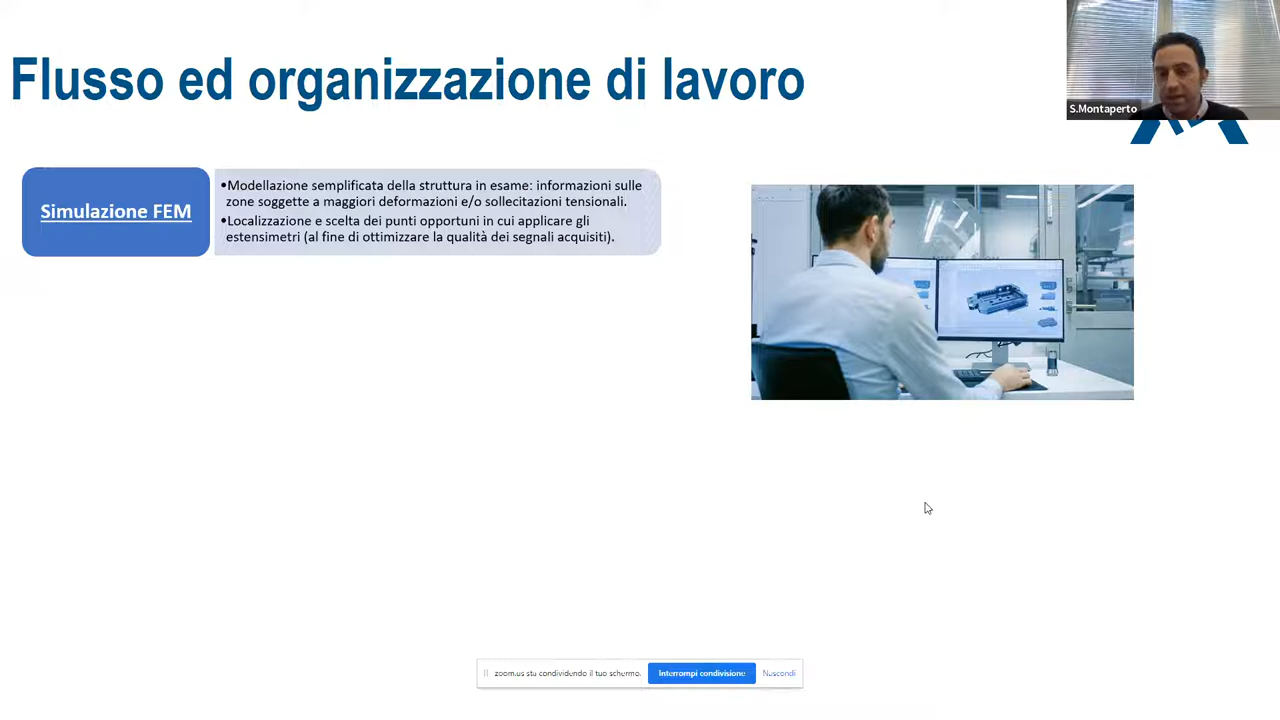 Flusso ed organizzazione di lavoro
S.Montaperto
Simulazione FEM
•Modellazione semplificata della struttura in esame: informazioni sulle
zone soggette a maggiori deformazioni e/o sollecitazioni tensionali.
•Localizzazione e scelta dei punti opportuni in cui applicare gli
estensimetri (al fine di ottimizzare la qualità dei segnali acquisiti).
zoom.us stu condividendo il tuo schermo.
Interrompi condivisione
Nuscondi